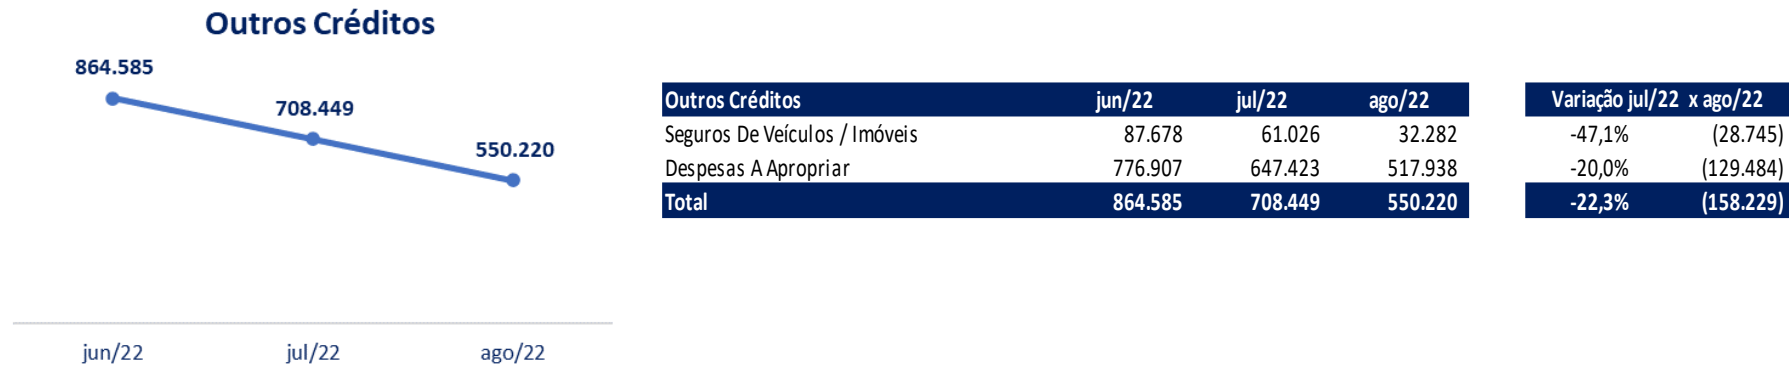 Outros Créditos
864.585
708.449
550.220
jun/22 jul/22 ago/22
Outros Créditos jun/22 jul/22 ago/22 Variação jul/22 x ago/22
Seguros De Veículos / Imóveis 87.678 61.026 32.282 -47,1% (28.745)
Despesas A Apropriar 776.907 647.423 517.938 -20,0% (129.484)
Total 864.585 708.449 550.220 -22,3% (158.229)